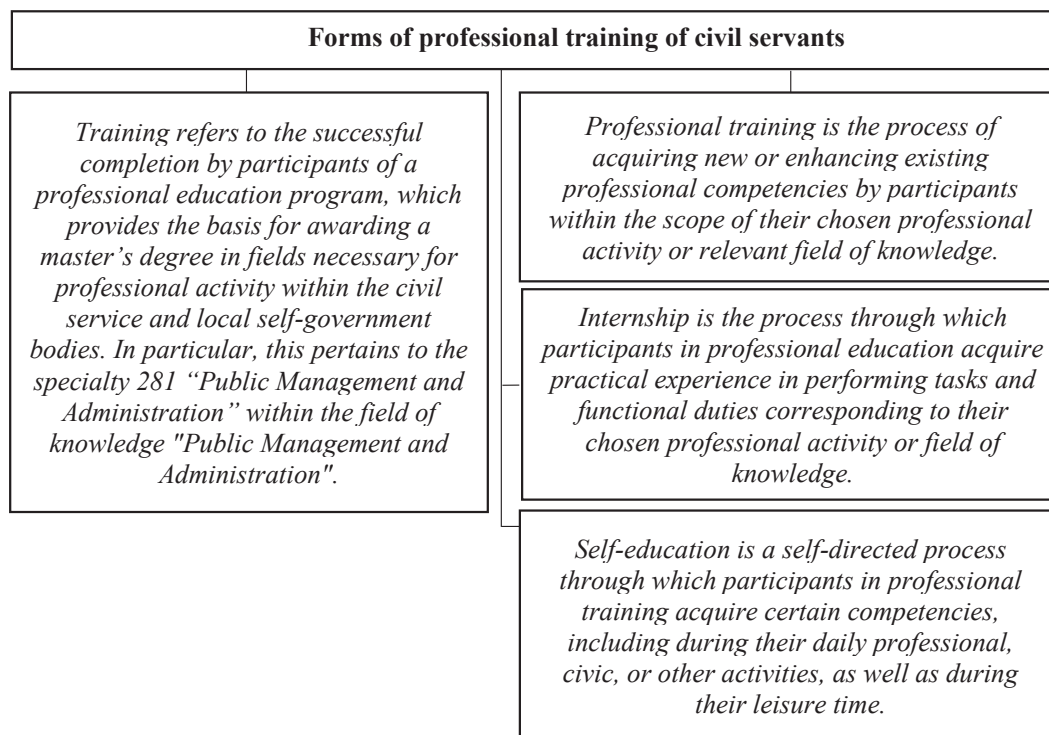 Forms of professional training of civil servants
Training refers to the successful
completion by participants of a
professional education program, which
provides the basis for awarding a
master’s degree in fields necessary for
professional activity within the civil
service and local self-government
bodies. In particular, this pertains to the
specialty 281 “Public Management and
Administration” within the field of
knowledge "Public Management and
Administration".
Professional training is the process of
acquiring new or enhancing existing
professional competencies by participants
within the scope of their chosen professional
activity or relevant field of knowledge.
Internship is the process through which
participants in professional education acquire
practical experience in performing tasks and
functional duties corresponding to their
chosen professional activity or field of
knowledge.
Self-education is a self-directed process
through which participants in professional
training acquire certain competencies,
including during their daily professional,
civic, or other activities, as well as during
their leisure time.